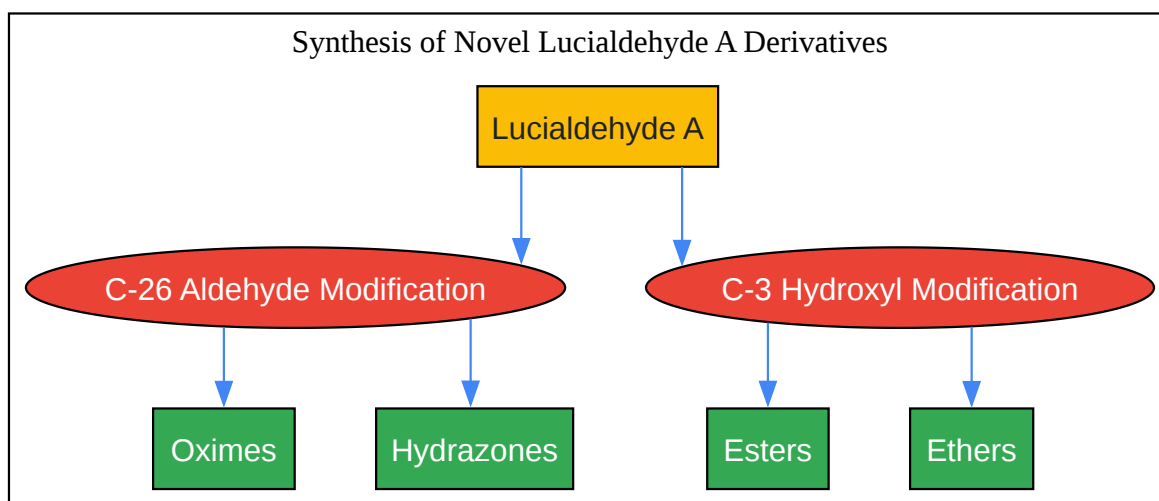 Synthesis of Novel Lucialdehyde A Derivatives
Lucialdehyde A
C-26 Aldehyde Modification
C-3 Hydroxyl Modification
Oximes
Hydrazones
Esters
Ethers